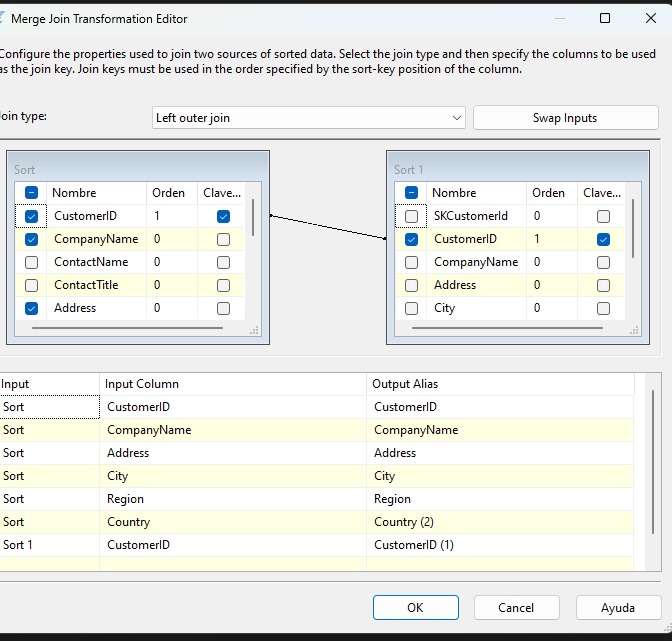 Merge Join Transformation Editor
Configure the properties used to join two sources of sorted data. Select the join type and then specify the columns to be used
as the join key. Join keys must be used in the order specified by the sort-key position of the column.
Join type: Left outer join Swap Inputs
Sort
Nombre Orden Clave...
CustomerID 1
CompanyName 0
ContactName 0
ContactTitle 0
Address 0
Sort 1
Nombre Orden Clave...
SKCustomerId 0
CustomerID 1
CompanyName 0
Address 0
City 0
Input Input Column Output Alias
Sort CustomerID CustomerID
Sort CompanyName CompanyName
Sort Address Address
Sort City City
Sort Region Region
Sort Country Country (2)
Sort 1 CustomerID CustomerID (1)
OK Cancel Ayuda